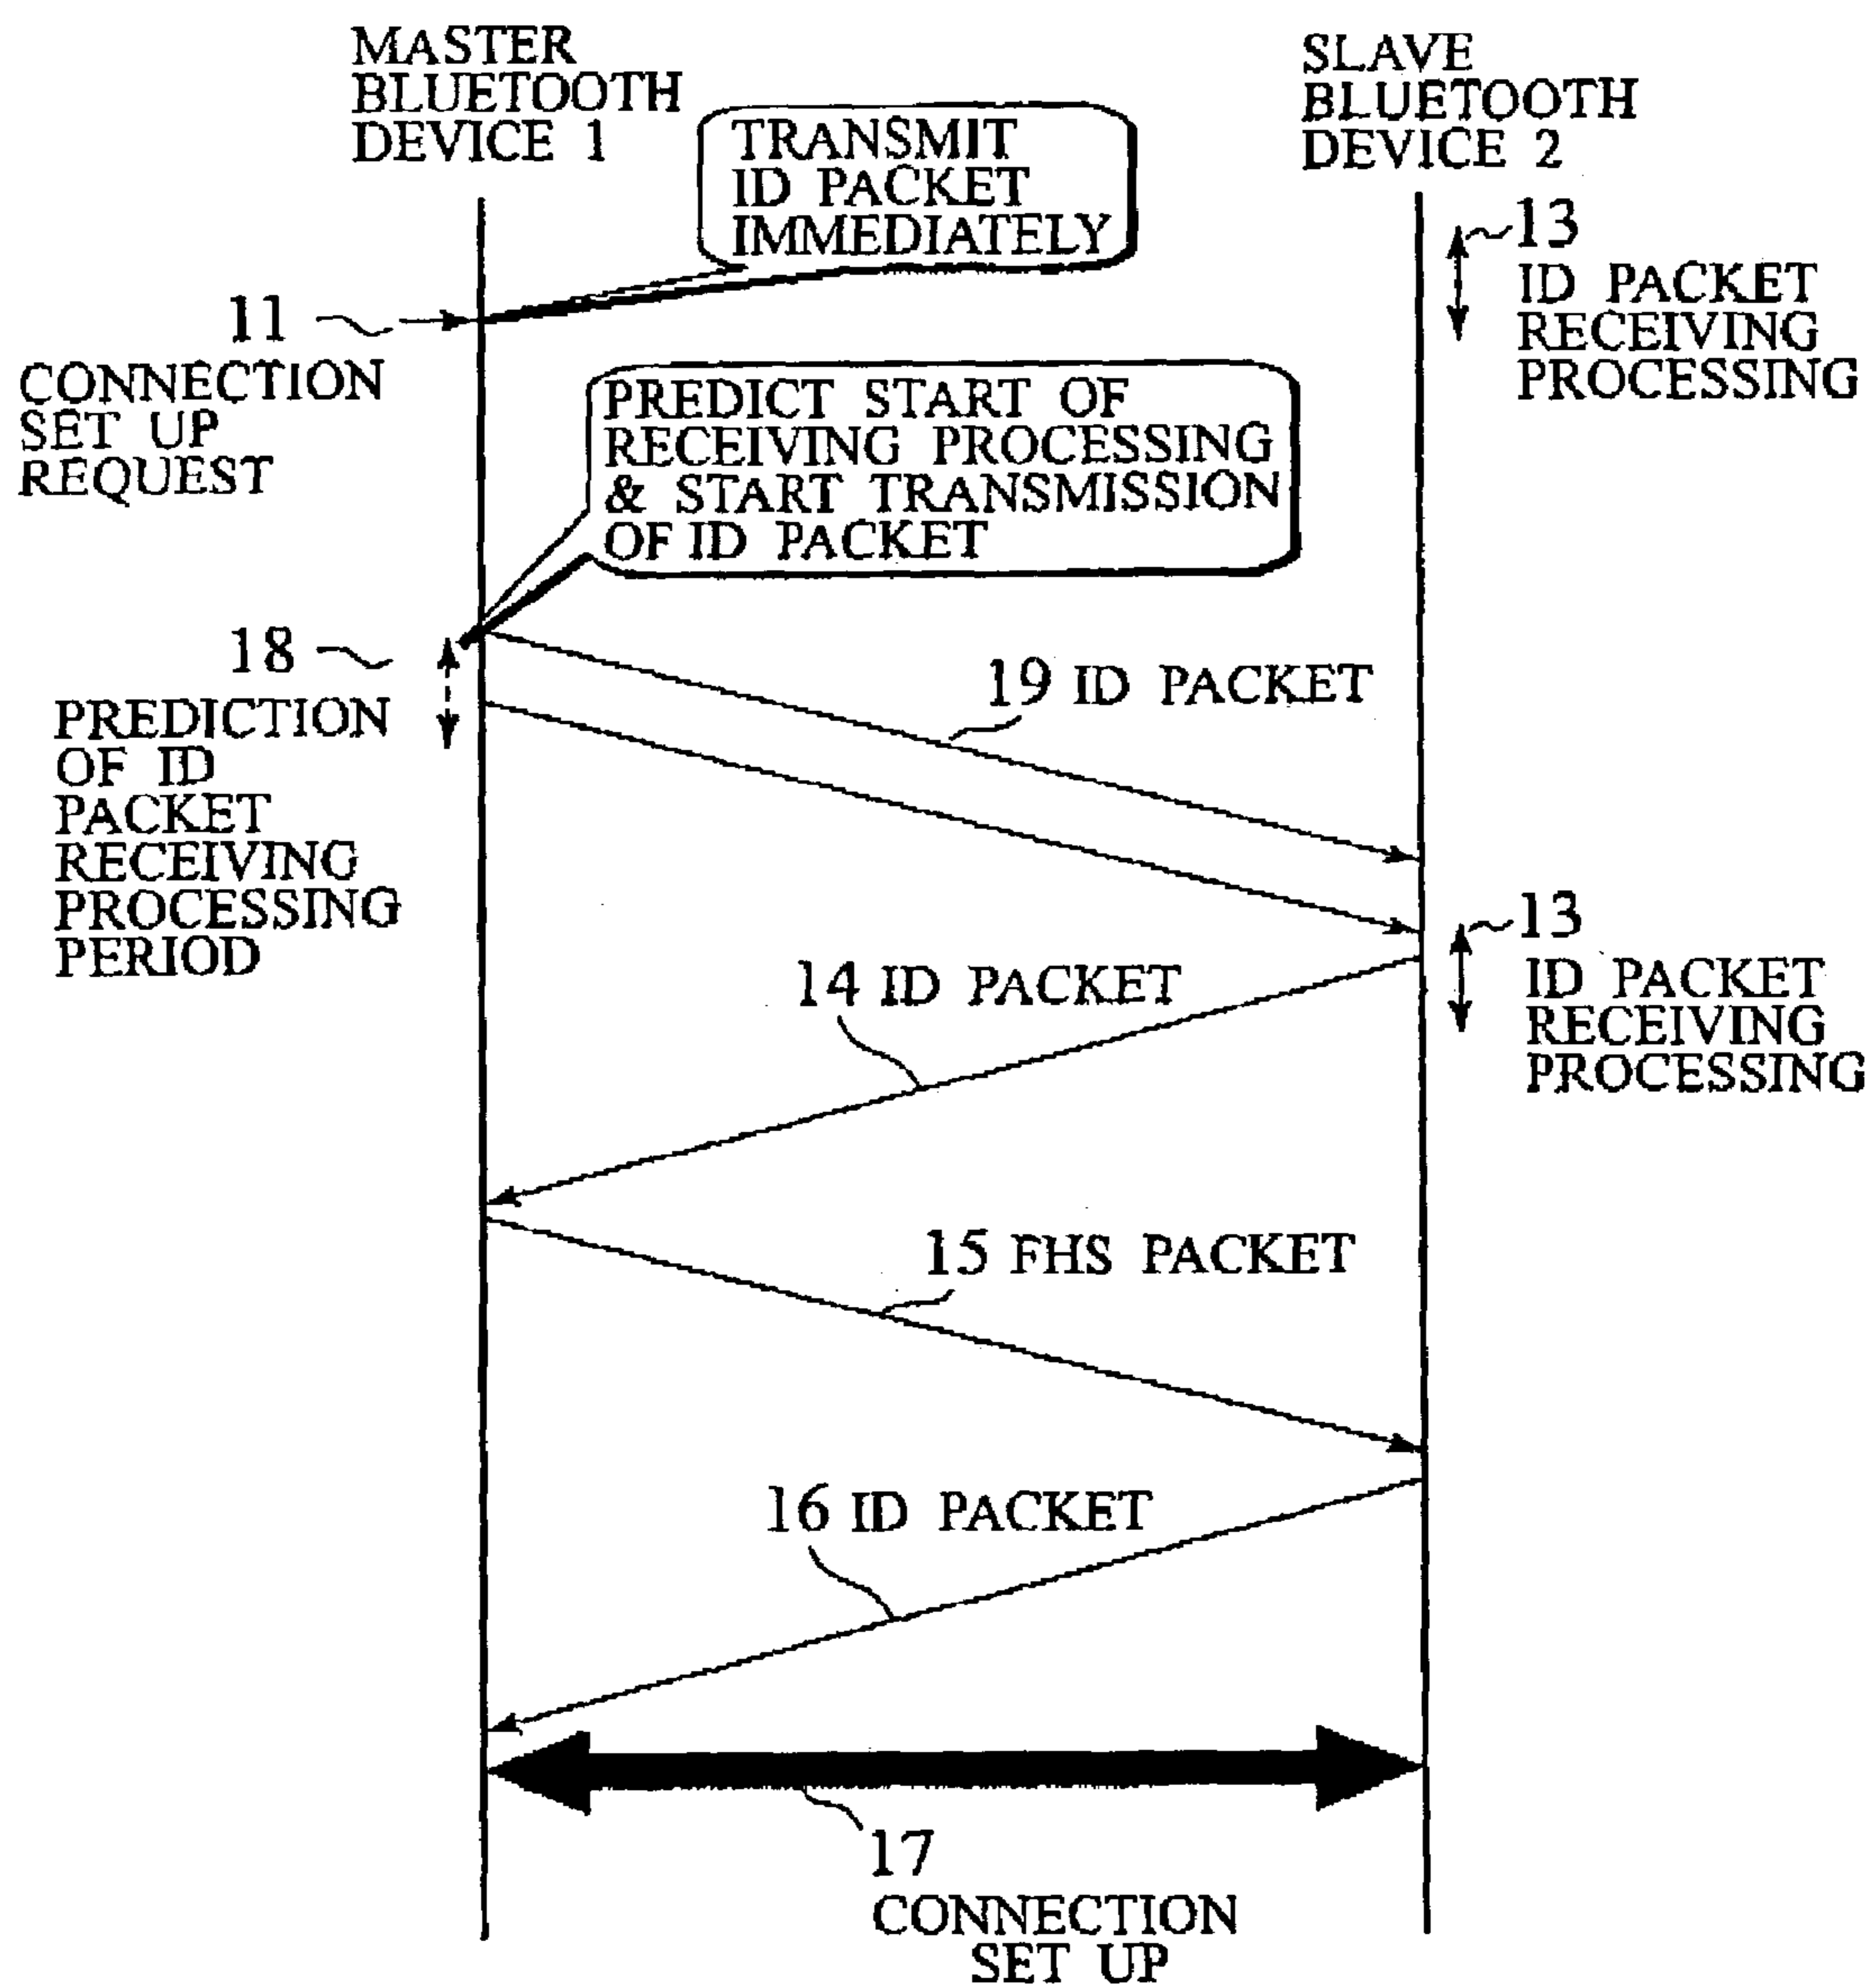 MASTER
BLUETOOTH
DEVICE 1
SLAVE
BLUETOOTH
DEVICE 2
TRANSMIT
ID PACKET
IMMEDIATELY
13
ID PACKET
RECEIVING
PROCESSING
11
CONNECTION
SET UP
REQUEST
PREDICT START OF
RECEIVING PROCESSING
& START TRANSMISSION
OF ID PACKET
18
PREDICTION
OF ID
PACKET
RECEIVING
PROCESSING
PERIOD
19 ID PACKET
13
ID PACKET
RECEIVING
PROCESSING
14 ID PACKET
15 FHS PACKET
16 ID PACKET
17
CONNECTION
SET UP